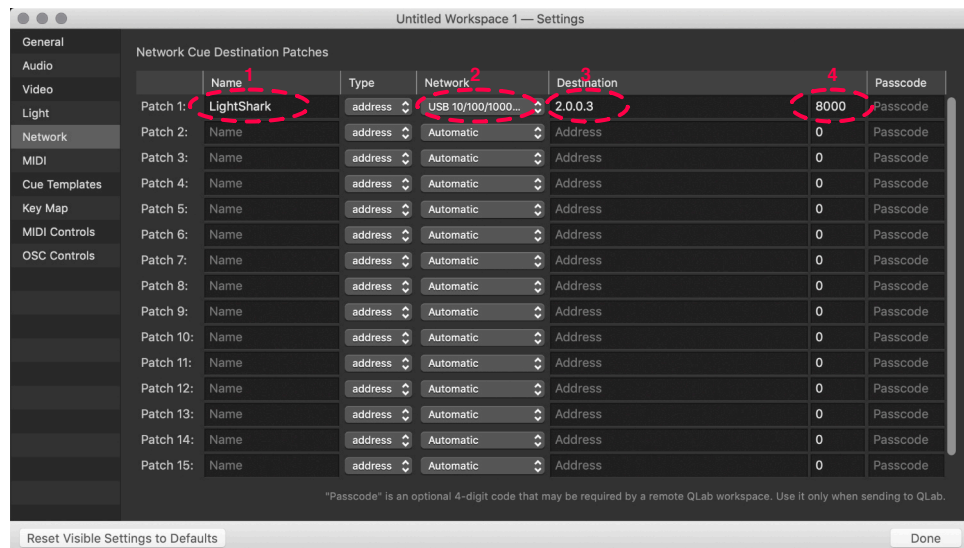 Untitled Workspace 1 — Settings
General
Audio
Video
Light
Network
MIDI
Cue Templates
Key Map
MIDI Controls
OSC Controls
Network Cue Destination Patches
1 2 3 4
Name Type Network Destination Passcode
Patch 1: LightShark address USB 10/100/1000... 2.0.0.3 8000 Passcode
Patch 2: Name address Automatic Address 0 Passcode
Patch 3: Name address Automatic Address 0 Passcode
Patch 4: Name address Automatic Address 0 Passcode
Patch 5: Name address Automatic Address 0 Passcode
Patch 6: Name address Automatic Address 0 Passcode
Patch 7: Name address Automatic Address 0 Passcode
Patch 8: Name address Automatic Address 0 Passcode
Patch 9: Name address Automatic Address 0 Passcode
Patch 10: Name address Automatic Address 0 Passcode
Patch 11: Name address Automatic Address 0 Passcode
Patch 12: Name address Automatic Address 0 Passcode
Patch 13: Name address Automatic Address 0 Passcode
Patch 14: Name address Automatic Address 0 Passcode
Patch 15: Name address Automatic Address 0 Passcode
"Passcode" is an optional 4-digit code that may be required by a remote QLab workspace. Use it only when sending to QLab.
Reset Visible Settings to Defaults
Done